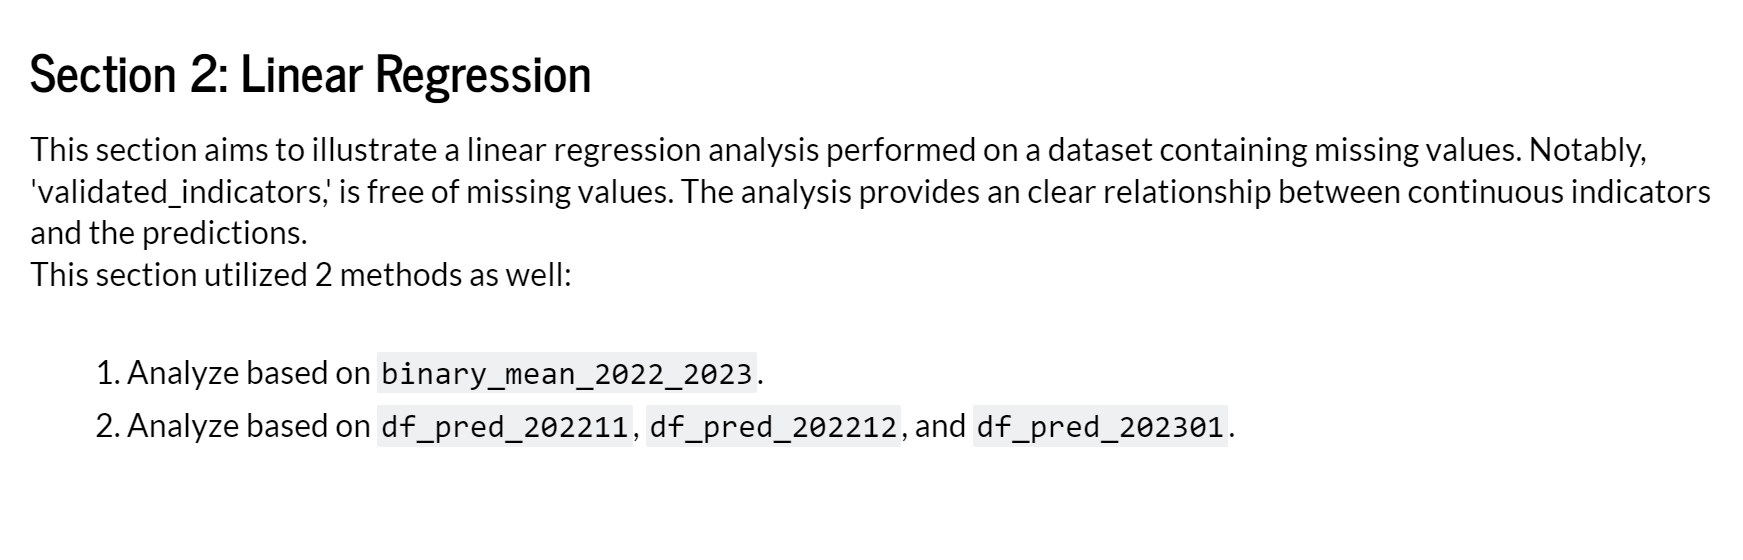 Section 2: Linear Regression
This section aims to illustrate a linear regression analysis performed on a dataset containing missing values. Notably,
'validated_indicators,' is free of missing values. The analysis provides an clear relationship between continuous indicators
and the predictions.
This section utilized 2 methods as well:
1. Analyze based on binary_mean_2022_2023.
2. Analyze based on df_pred_202211, df_pred_202212, and df_pred_202301.